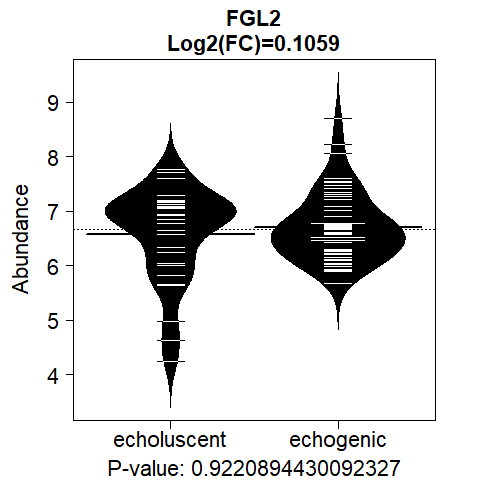 FGL2
Log2(FC)=0.1059
Abundance
9
8
7
6
5
4
echoluscent echogenic
P-value: 0.9220894430092327